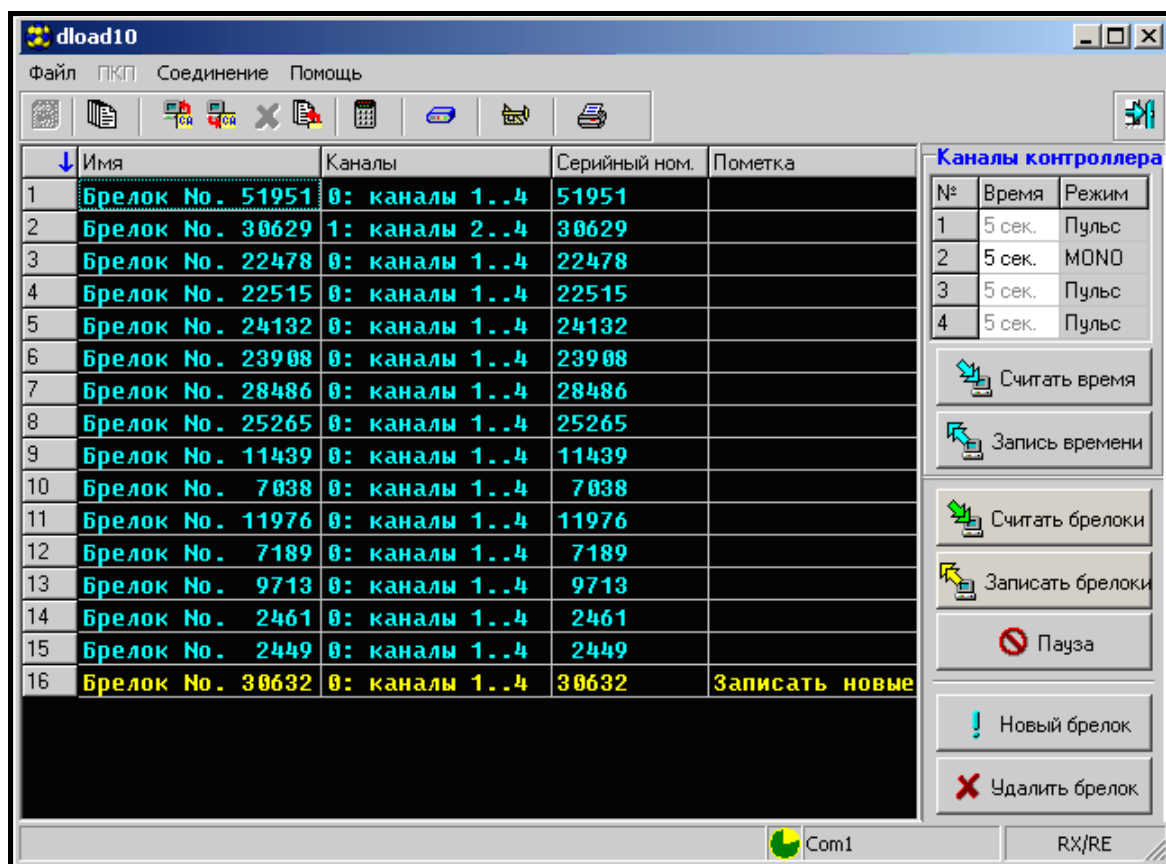 dload10
Файл ПКП Соединение Помощь
Имя Каналы Серийный ном. Пометка
1 Брелок No. 51951 0: каналы 1..4 51951
2 Брелок No. 30629 1: каналы 2..4 30629
3 Брелок No. 22478 0: каналы 1..4 22478
4 Брелок No. 22515 0: каналы 1..4 22515
5 Брелок No. 24132 0: каналы 1..4 24132
6 Брелок No. 23908 0: каналы 1..4 23908
7 Брелок No. 28486 0: каналы 1..4 28486
8 Брелок No. 25265 0: каналы 1..4 25265
9 Брелок No. 11439 0: каналы 1..4 11439
10 Брелок No. 7038 0: каналы 1..4 7038
11 Брелок No. 11976 0: каналы 1..4 11976
12 Брелок No. 7189 0: каналы 1..4 7189
13 Брелок No. 9713 0: каналы 1..4 9713
14 Брелок No. 2461 0: каналы 1..4 2461
15 Брелок No. 2449 0: каналы 1..4 2449
16 Брелок No. 30632 0: каналы 1..4 30632 Записать новые
Каналы контроллера
№ Время Режим
1 5 сек. Пульс
2 5 сек. MONO
3 5 сек. Пульс
4 5 сек. Пульс
Считать время
Запись времени
Считать брелоки
Записать брелоки
Пауза
Новый брелок
Удалить брелок
Com1 RX/RE